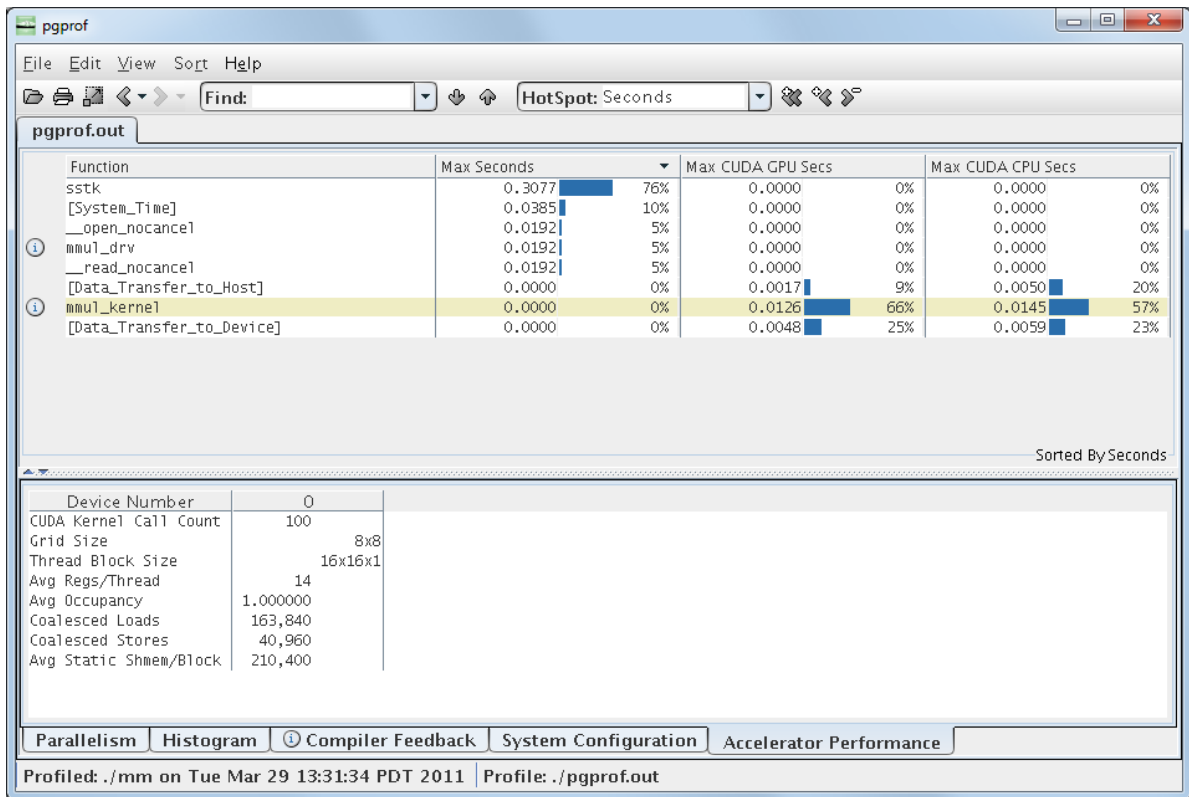 pgprof
File Edit View Sort Help
Find: HotSpot: Seconds
pgprof.out
Function Max Seconds Max CUDA GPU Secs Max CUDA CPU Secs
sstk 0.3077 76% 0.0000 0% 0.0000 0%
[System_Time] 0.0385 10% 0.0000 0% 0.0000 0%
__open_nocancel 0.0192 5% 0.0000 0% 0.0000 0%
mmul_drv 0.0192 5% 0.0000 0% 0.0000 0%
__read_nocancel 0.0192 5% 0.0000 0% 0.0000 0%
[Data_Transfer_to_Host] 0.0000 0% 0.0017 9% 0.0050 20%
mmul_kernel 0.0000 0% 0.0126 66% 0.0145 57%
[Data_Transfer_to_Device] 0.0000 0% 0.0048 25% 0.0059 23%
Sorted By Seconds
Device Number 0
CUDA Kernel Call Count 100
Grid Size 8x8
Thread Block Size 16x16x1
Avg Regs/Thread 14
Avg Occupancy 1.000000
Coalesced Loads 163,840
Coalesced Stores 40,960
Avg Static Shmem/Block 210,400
Parallelism Histogram Compiler Feedback System Configuration Accelerator Performance
Profiled: ./mm on Tue Mar 29 13:31:34 PDT 2011 Profile: ./pgprof.out